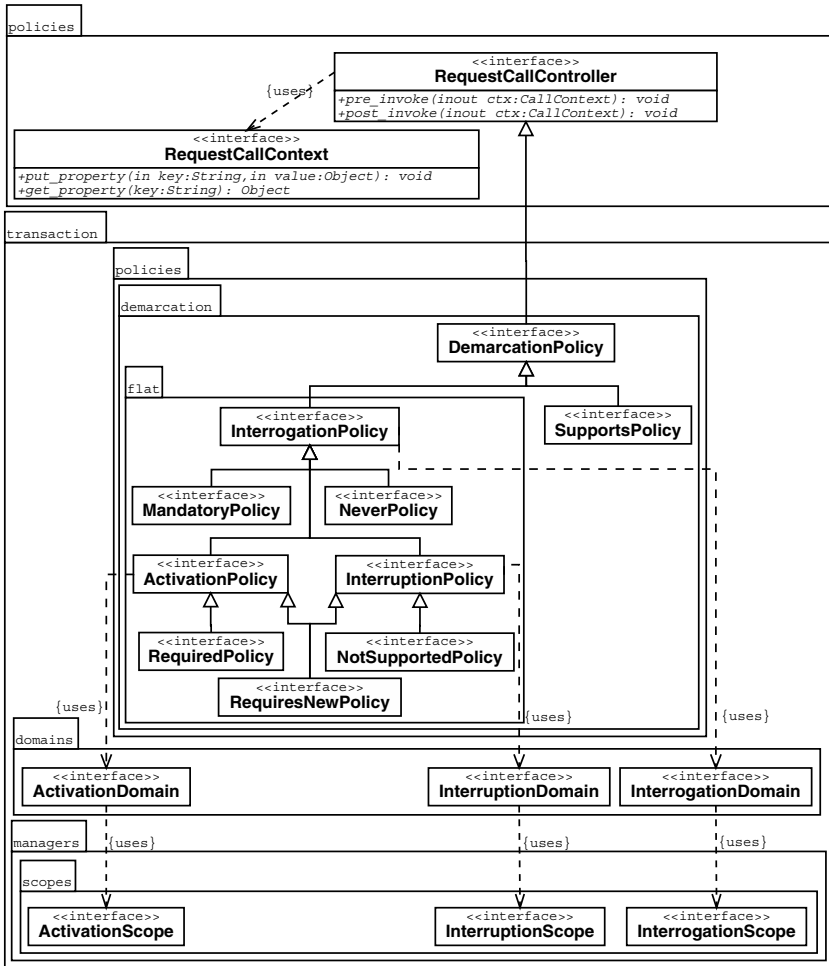 policies
<<interface>>
RequestCallController
+pre_invoke(inout ctx:CallContext): void
+post_invoke(inout ctx:CallContext): void
{uses}
<<interface>>
RequestCallContext
+put_property(in key:String,in value:Object): void
+get_property(key:String): Object
transaction
policies
demarcation
<<interface>>
DemarcationPolicy
flat
<<interface>>
InterrogationPolicy
<<interface>>
SupportsPolicy
<<interface>>
MandatoryPolicy
<<interface>>
NeverPolicy
<<interface>>
ActivationPolicy
<<interface>>
InterruptionPolicy
<<interface>>
RequiredPolicy
<<interface>>
NotSupportedPolicy
<<interface>>
RequiresNewPolicy
{uses}
{uses}
{uses}
domains
<<interface>>
ActivationDomain
<<interface>>
InterruptionDomain
<<interface>>
InterrogationDomain
managers
{uses}
{uses}
{uses}
scopes
<<interface>>
ActivationScope
<<interface>>
InterruptionScope
<<interface>>
InterrogationScope